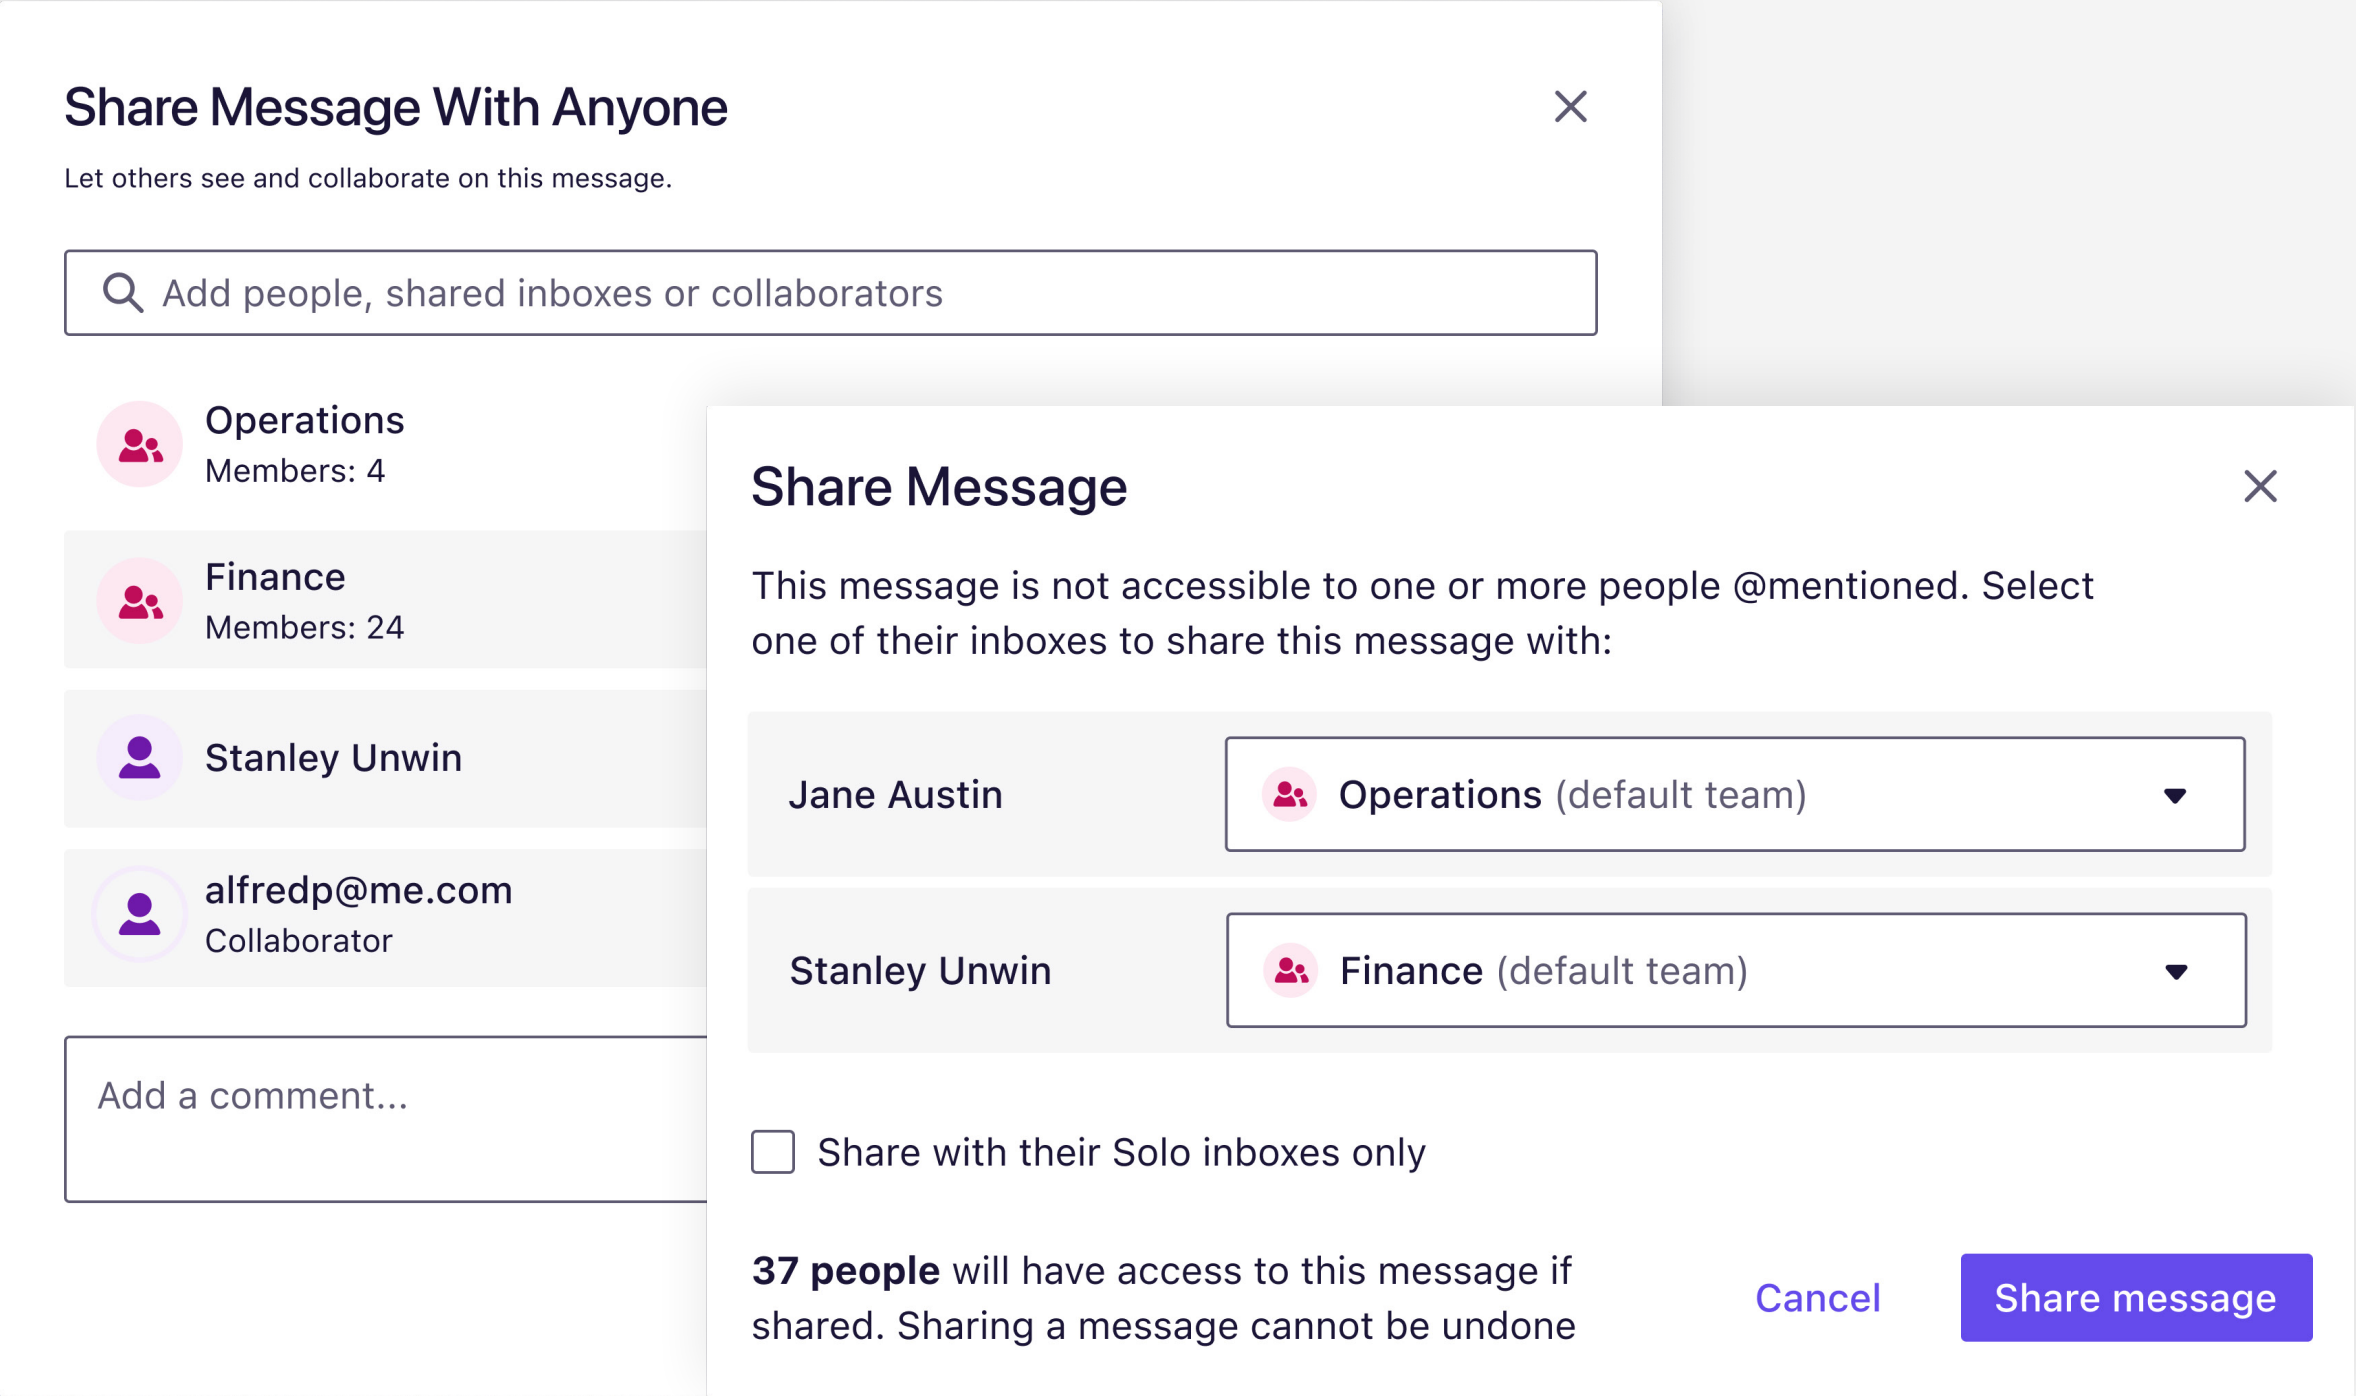 Share Message With Anyone
Let others see and collaborate on this message.
Add people, shared inboxes or collaborators
Operations
Members: 4
Finance
Members: 24
Stanley Unwin
alfredp@me.com
Collaborator
Add a comment...
Share Message
This message is not accessible to one or more people @mentioned. Select
one of their inboxes to share this message with:
Jane Austin
Operations (default team)
Stanley Unwin
Finance (default team)
Share with their Solo inboxes only
37 people will have access to this message if
shared. Sharing a message cannot be undone
Cancel
Share message